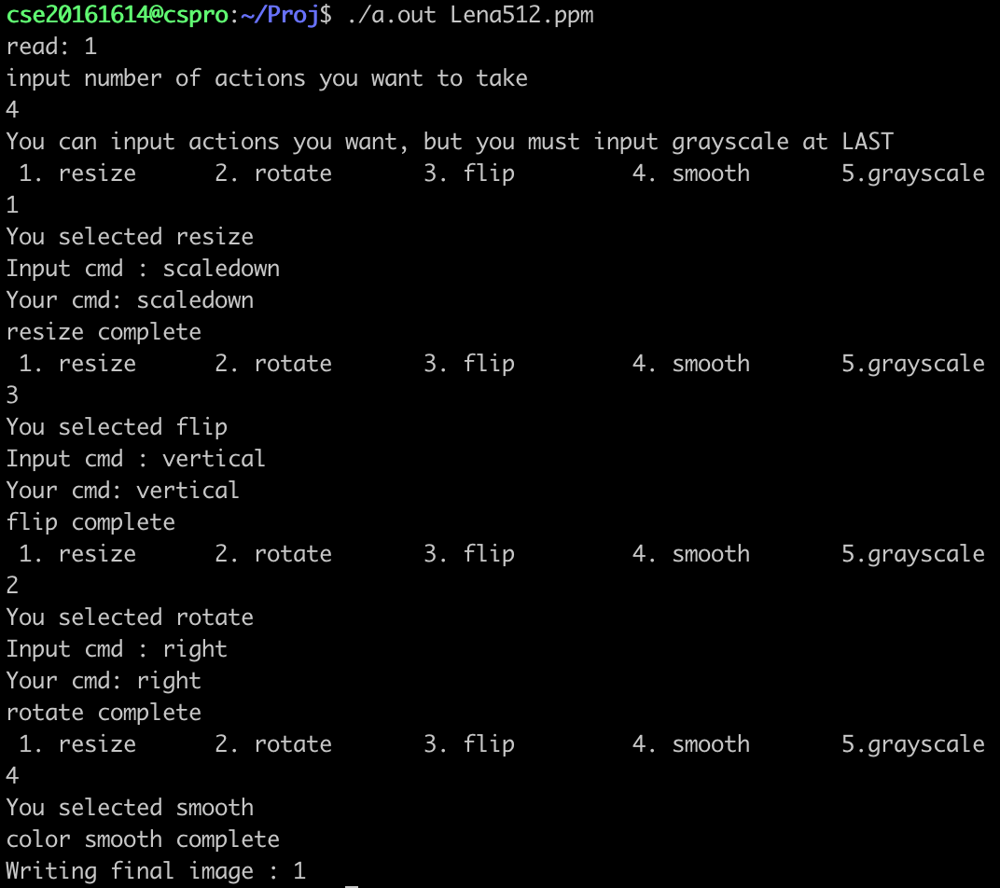 cse20161614@cspro:~/Proj$ ./a.out Lena512.ppm
read: 1
input number of actions you want to take
4
You can input actions you want, but you must input grayscale at LAST
1. resize 2. rotate 3. flip 4. smooth 5.grayscale
1
You selected resize
Input cmd : scaledown
Your cmd: scaledown
resize complete
1. resize 2. rotate 3. flip 4. smooth 5.grayscale
3
You selected flip
Input cmd : vertical
Your cmd: vertical
flip complete
1. resize 2. rotate 3. flip 4. smooth 5.grayscale
2
You selected rotate
Input cmd : right
Your cmd: right
rotate complete
1. resize 2. rotate 3. flip 4. smooth 5.grayscale
4
You selected smooth
color smooth complete
Writing final image : 1